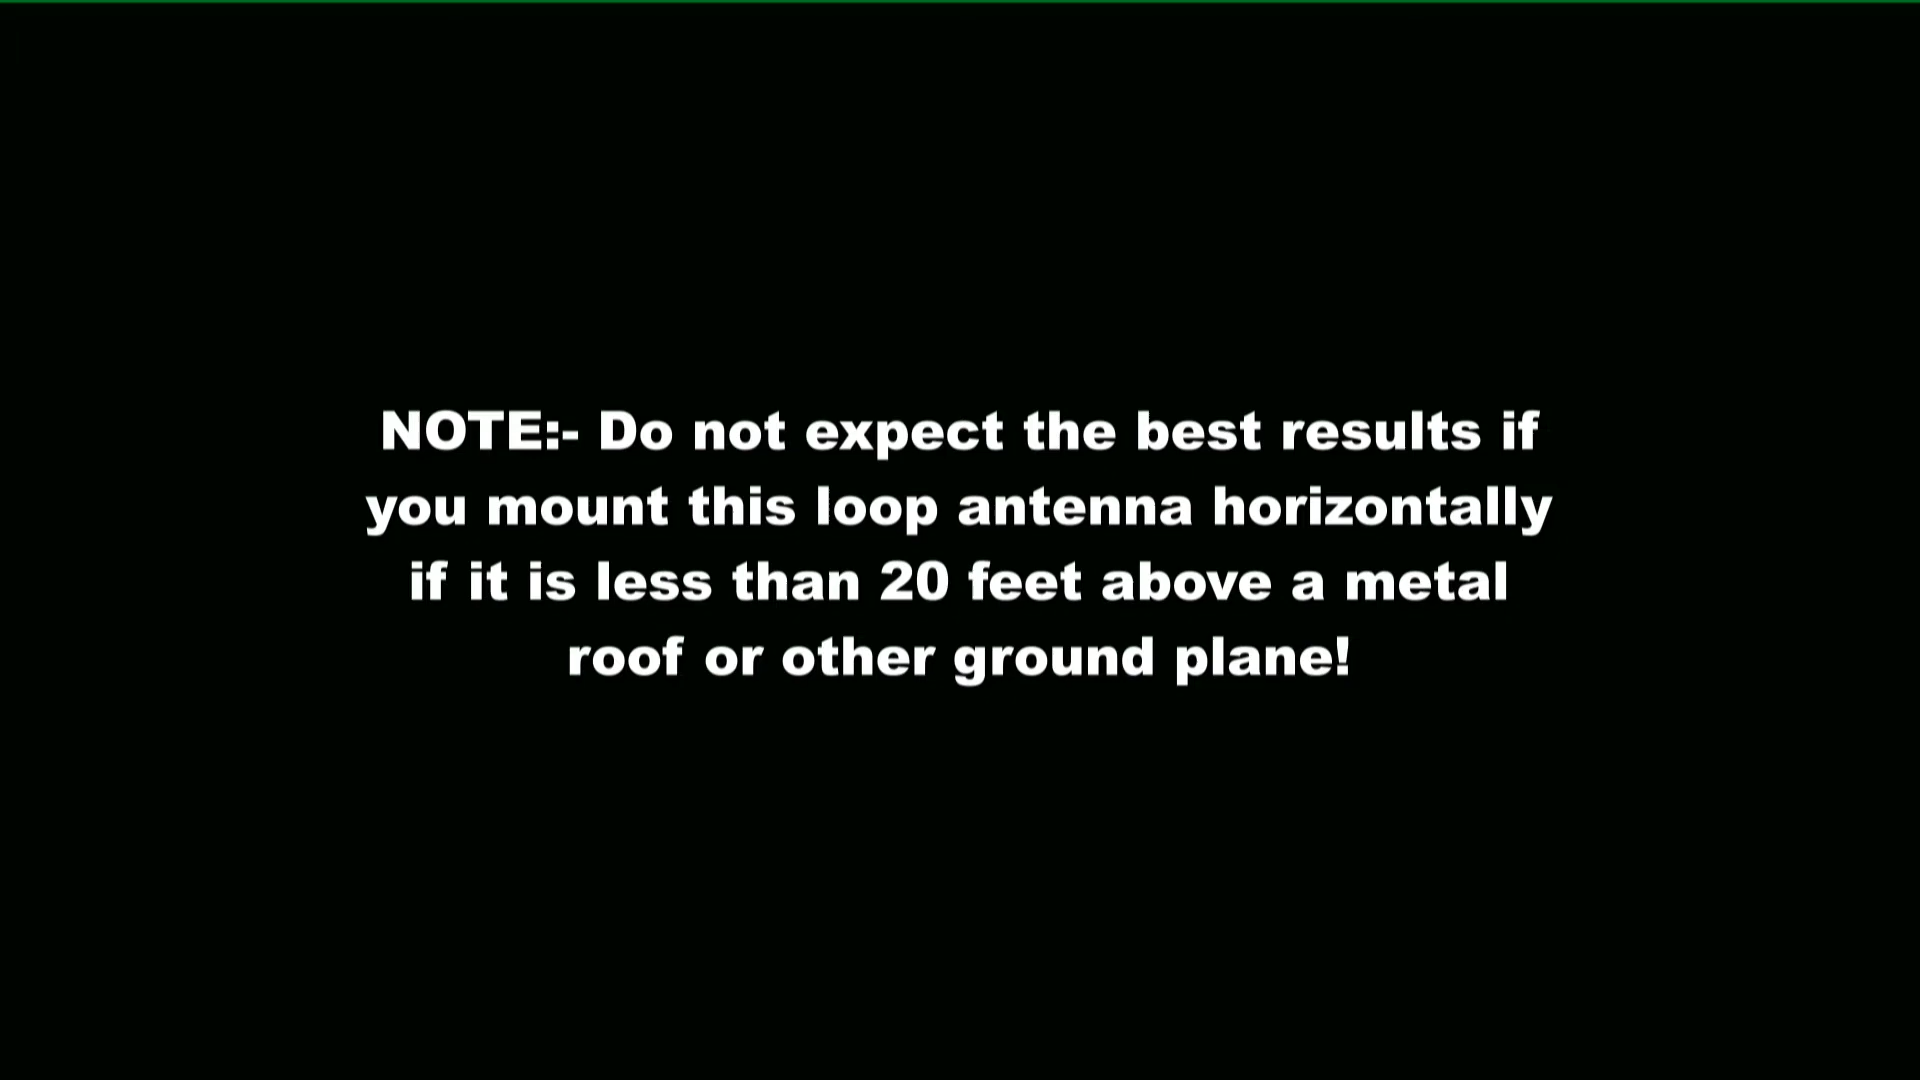 NOTE:- Do not expect the best results if
you mount this loop antenna horizontally
if it is less than 20 feet above a metal
roof or other ground plane!